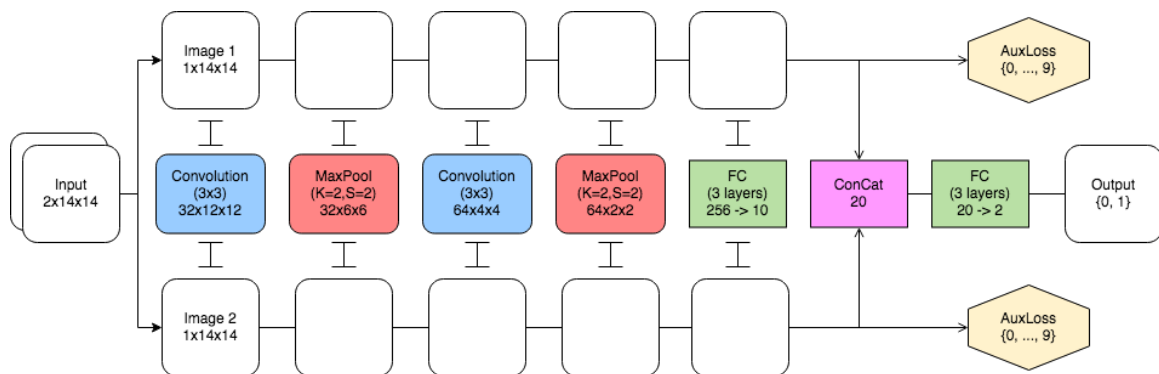 Image 1
1x14x14
AuxLoss
{0, ..., 9}
Input
2x14x14
Convolution
(3x3)
32x12x12
MaxPool
(K=2,S=2)
32x6x6
Convolution
(3x3)
64x4x4
MaxPool
(K=2,S=2)
64x2x2
FC
(3 layers)
256 -> 10
ConCat
20
FC
(3 layers)
20 -> 2
Output
{0, 1}
Image 2
1x14x14
AuxLoss
{0, ..., 9}